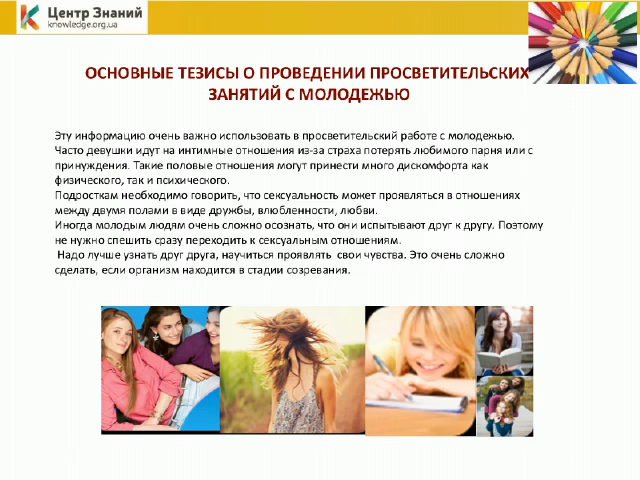 Центр Знаний
knowledge.org.ua
ОСНОВНЫЕ ТЕЗИСЫ О ПРОВЕДЕНИИ ПРОСВЕТИТЕЛЬСКИХ
ЗАНЯТИЙ С МОЛОДЕЖЬЮ
Эту информацию очень важно использовать в просветительский работе с молодежью.
Часто девушки идут на интимные отношения из-за страха потерять любимого парня или с
принуждения. Такие половые отношения могут принести много дискомфорта как
физического, так и психического.
Подросткам необходимо говорить, что сексуальность может проявляться в отношениях
между двумя полами в виде дружбы, влюбленности, любви.
Иногда молодым людям очень сложно осознать, что они испытывают друг к другу. Поэтому
не нужно спешить сразу переходить к сексуальным отношениям.
Надо лучше узнать друг друга, научиться проявлять свои чувства. Это очень сложно
сделать, если организм находится в стадии созревания.